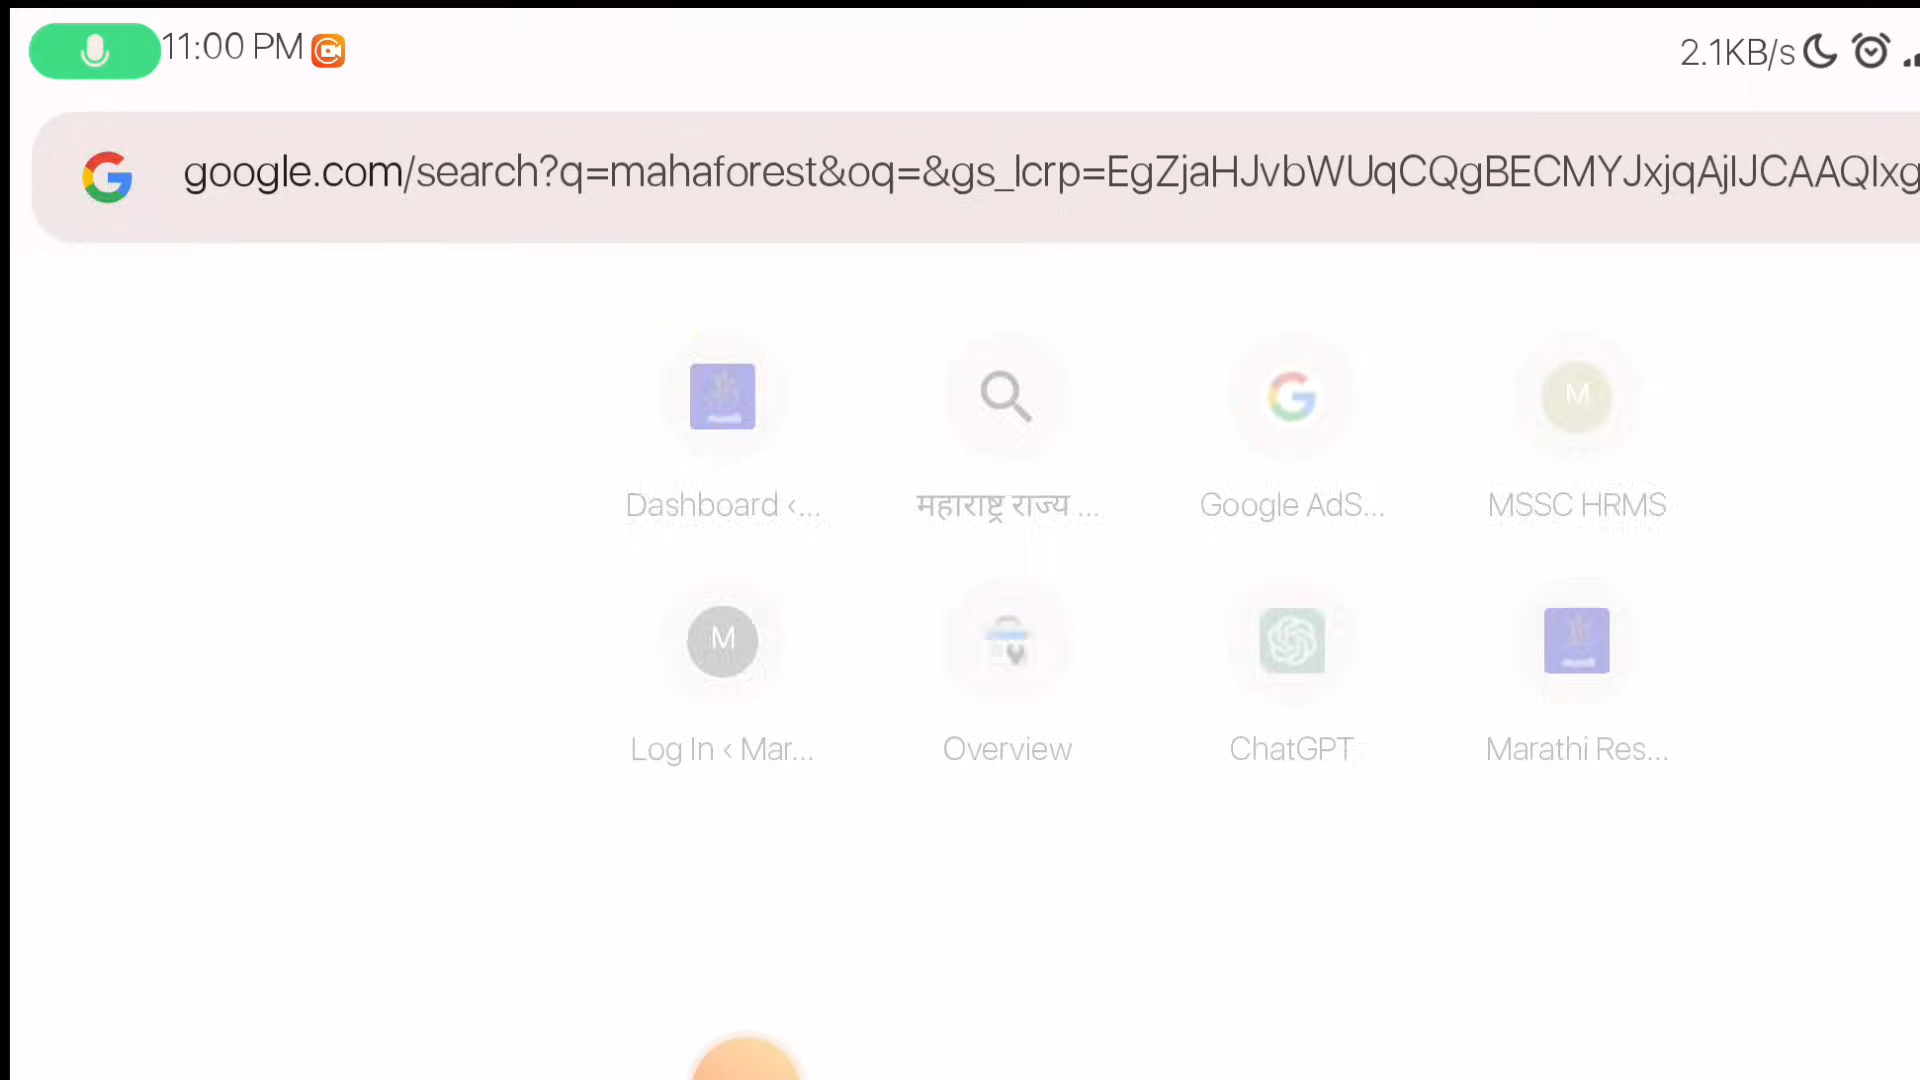 11:00 PM
2.1KB/s
google.com/search?q=mahaforest&oq=&gs_lcrp=EgZjaHJvbWUqCQgBECMYJxjqAjIJCAAQIxg
Dashboard ‹...
महाराष्ट्र राज्य ...
Google AdS...
M
MSSC HRMS
M
Log In ‹ Mar...
Overview
ChatGPT
Marathi Res...